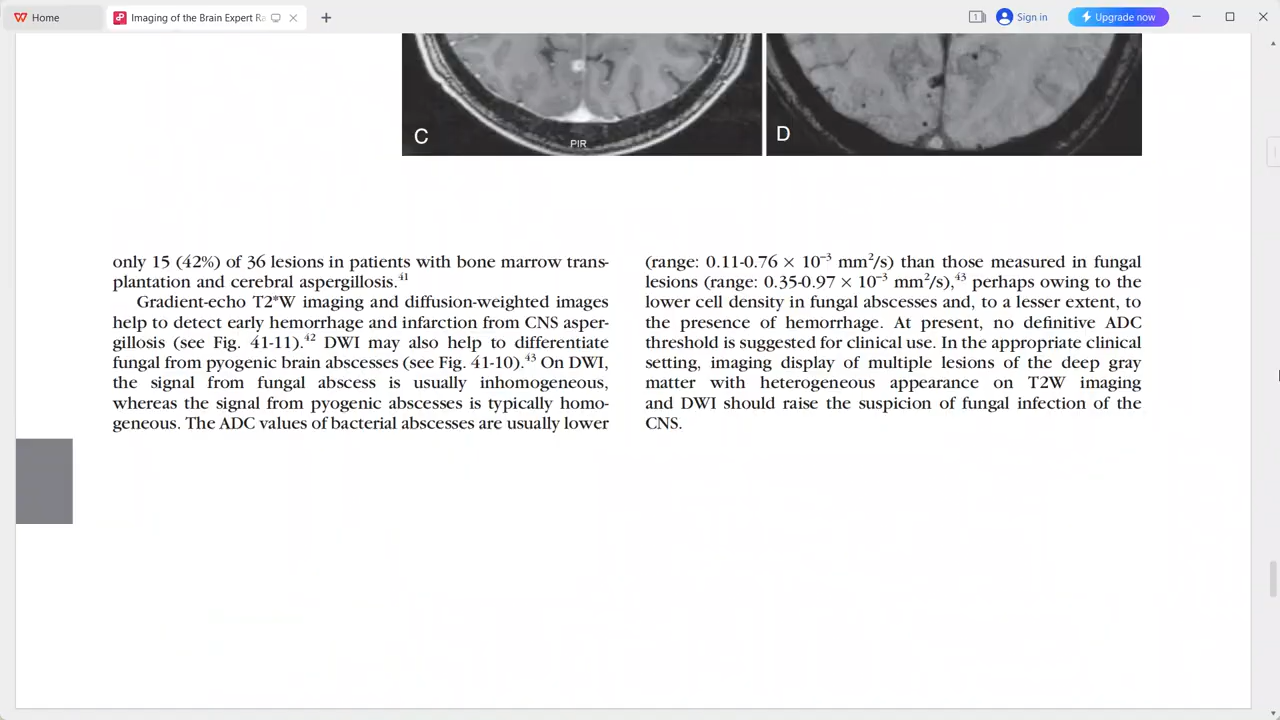 Home
Imaging of the Brain Expert Ra
1
Sign in
Upgrade now
C
PIR
D
only 15 (42%) of 36 lesions in patients with bone marrow trans-
plantation and cerebral aspergillosis.41
Gradient-echo T2*W imaging and diffusion-weighted images
help to detect early hemorrhage and infarction from CNS asper-
gillosis (see Fig. 41-11).42 DWI may also help to differentiate
fungal from pyogenic brain abscesses (see Fig. 41-10).43 On DWI,
the signal from fungal abscess is usually inhomogeneous,
whereas the signal from pyogenic abscesses is typically homo-
geneous. The ADC values of bacterial abscesses are usually lower
(range: 0.11-0.76 × 10⁻³ mm²/s) than those measured in fungal
lesions (range: 0.35-0.97 × 10⁻³ mm²/s),43 perhaps owing to the
lower cell density in fungal abscesses and, to a lesser extent, to
the presence of hemorrhage. At present, no definitive ADC
threshold is suggested for clinical use. In the appropriate clinical
setting, imaging display of multiple lesions of the deep gray
matter with heterogeneous appearance on T2W imaging
and DWI should raise the suspicion of fungal infection of the
CNS.